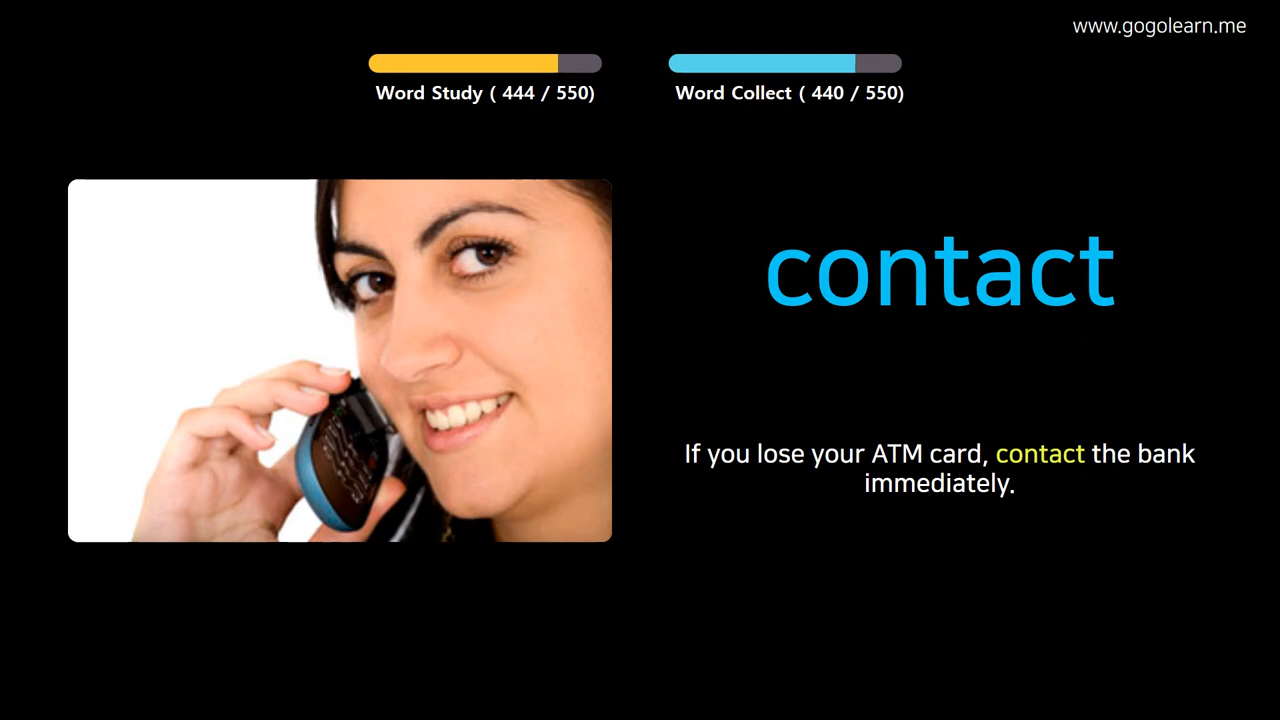 www.gogolearn.me
Word Study ( 444 / 550)
Word Collect ( 440 / 550)
contact
If you lose your ATM card, contact the bank
immediately.